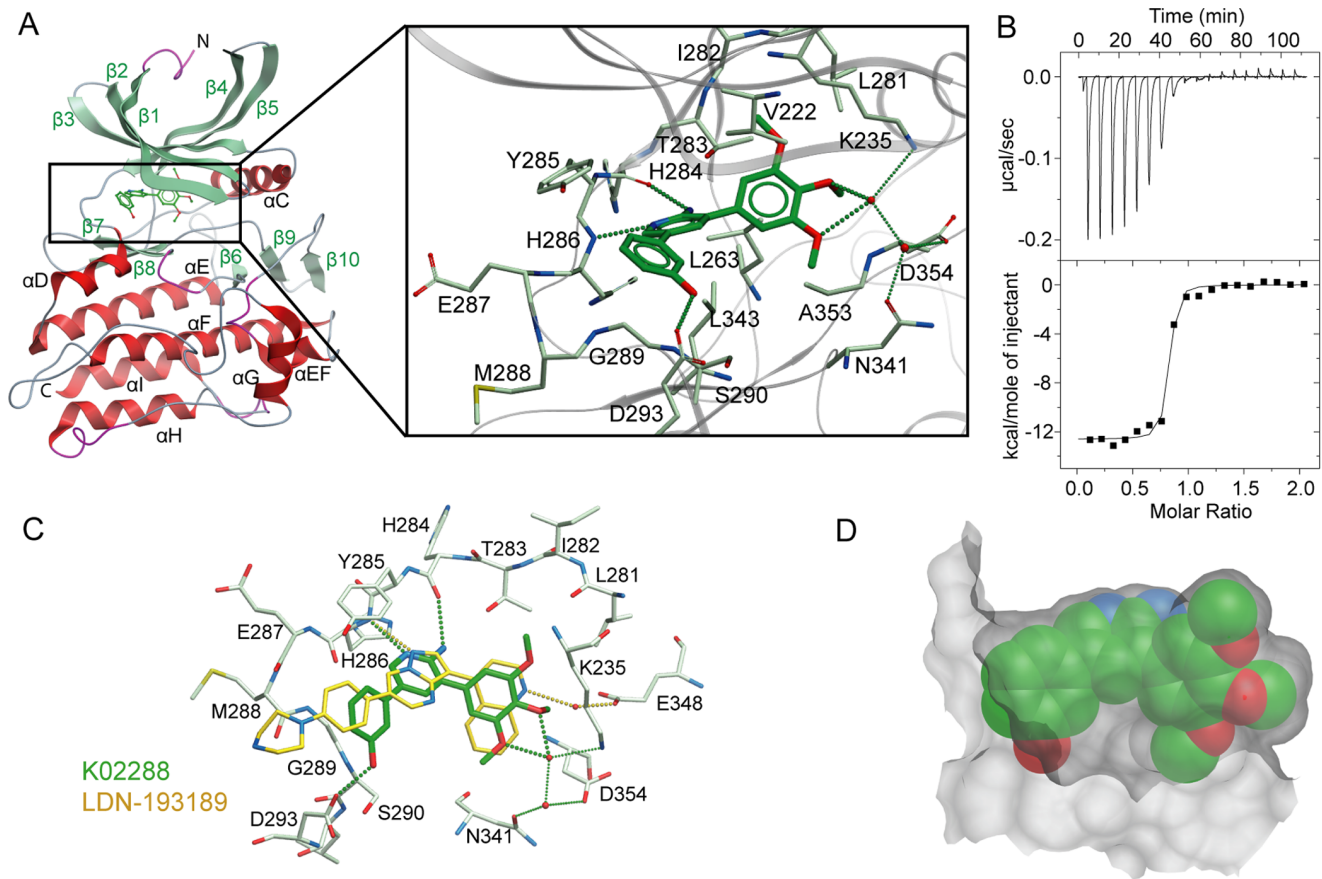 A
N
β2
β4
β3
β1
β5
αC
β7
β9
β6
β10
β8
αE
αD
αF
C
αI
αG
αEF
αH
I282
L281
V222
T283
K235
Y285
H284
H286
L263
D354
E287
A353
L343
G289
M288
N341
S290
D293
B
Time (min)
0 20 40 60 80 100
0.0
-0.1
-0.2
µcal/sec
0
-4
-8
-12
kcal/mole of injectant
0.0 0.5 1.0 1.5 2.0
Molar Ratio
C
H284
T283
I282
Y285
L281
E287
H286
K235
E348
M288
G289
D354
S290
D293
N341
K02288
LDN-193189
D